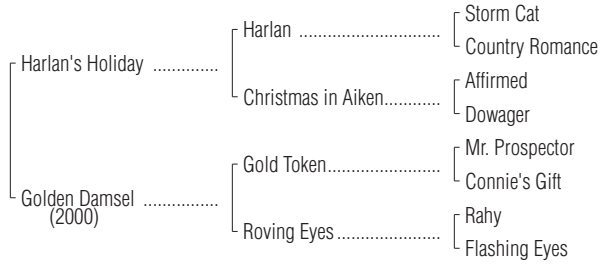 Storm Cat
Harlan ..............................
Country Romance
Harlan's Holiday ..............
Affirmed
Christmas in Aiken............
Dowager
Mr. Prospector
Gold Token........................
Connie's Gift
Golden Damsel ................
(2000)
Rahy
Roving Eyes ......................
Flashing Eyes